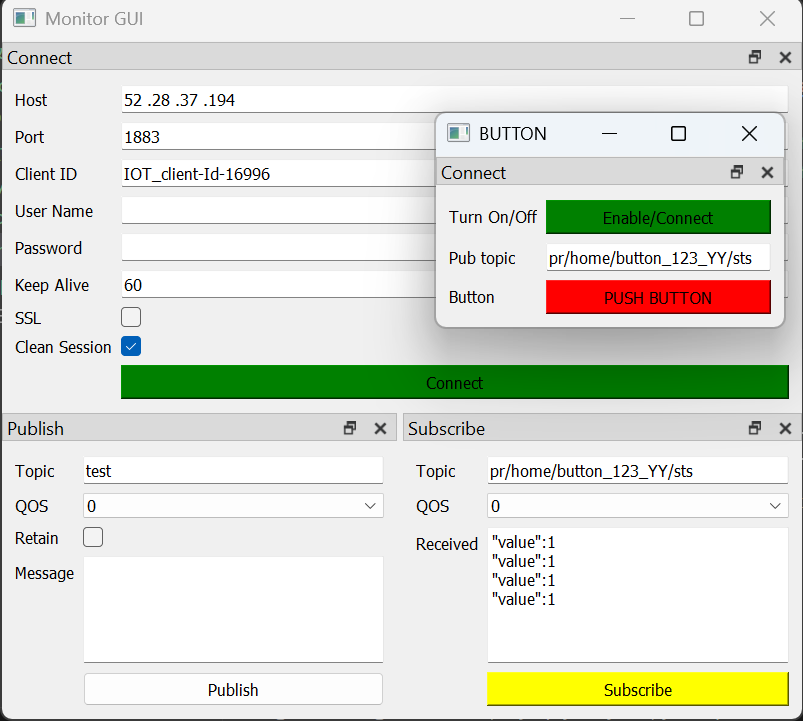 Monitor GUI
Connect
Host 52 .28 .37 .194
Port 1883
Client ID IOT_client-Id-16996
User Name
Password
Keep Alive 60
SSL
Clean Session
Connect
BUTTON
Connect
Turn On/Off Enable/Connect
Pub topic pr/home/button_123_YY/sts
Button PUSH BUTTON
Publish
Topic test
QOS 0
Retain
Message
Publish
Subscribe
Topic pr/home/button_123_YY/sts
QOS 0
Received "value":1
"value":1
"value":1
"value":1
Subscribe